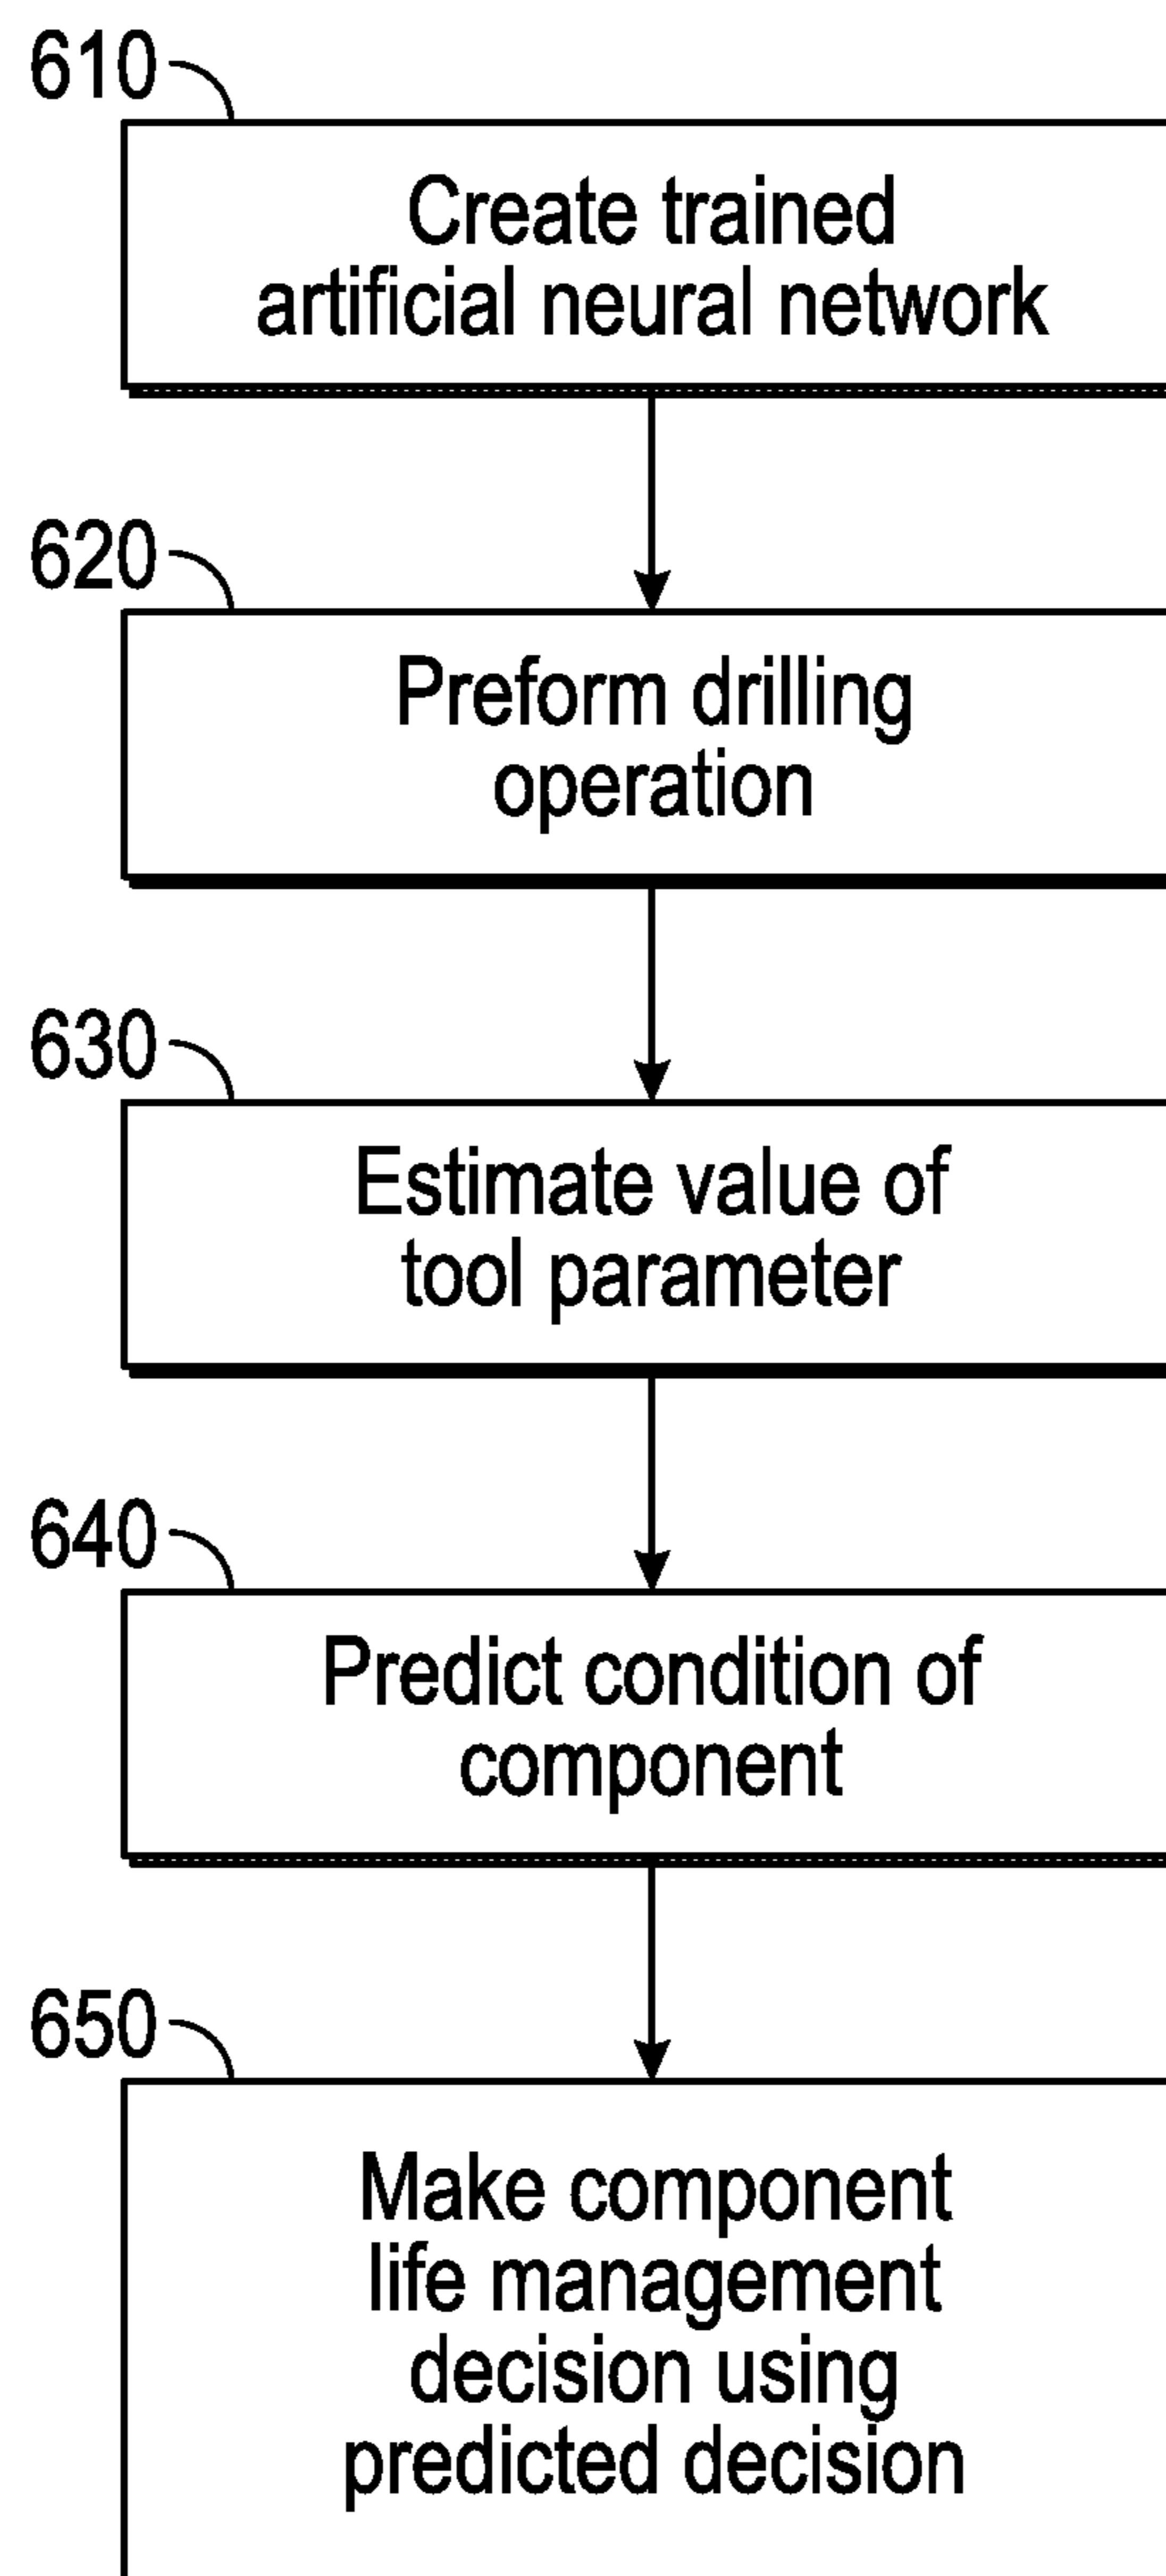 610
Create trained
artificial neural network
620
Preform drilling
operation
630
Estimate value of
tool parameter
640
Predict condition of
component
650
Make component
life management
decision using
predicted decision